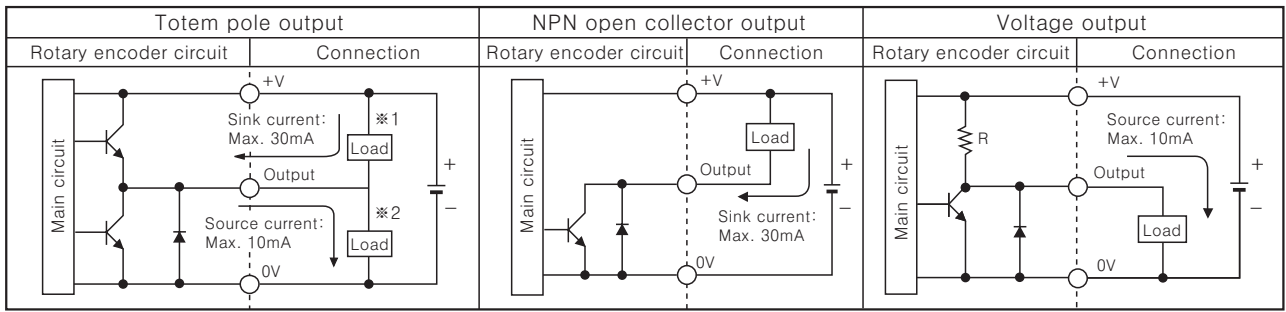 Totem pole output
Rotary encoder circuit
Connection
Main circuit
+V
Sink current:
Max. 30mA
※1
Load
Output
Source current:
Max. 10mA
※2
Load
0V
+
−
NPN open collector output
Rotary encoder circuit
Connection
Main circuit
+V
Load
Output
Sink current:
Max. 30mA
0V
+
−
Voltage output
Rotary encoder circuit
Connection
Main circuit
+V
R
Source current:
Max. 10mA
Output
Load
0V
+
−